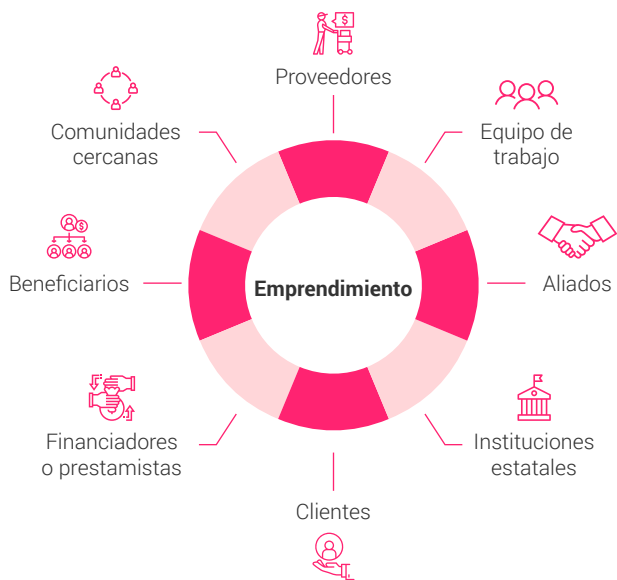 Proveedores
Comunidades
cercanas
Equipo de
trabajo
Beneficiarios
Emprendimiento
Aliados
Financiadores
o prestamistas
Instituciones
estatales
Clientes